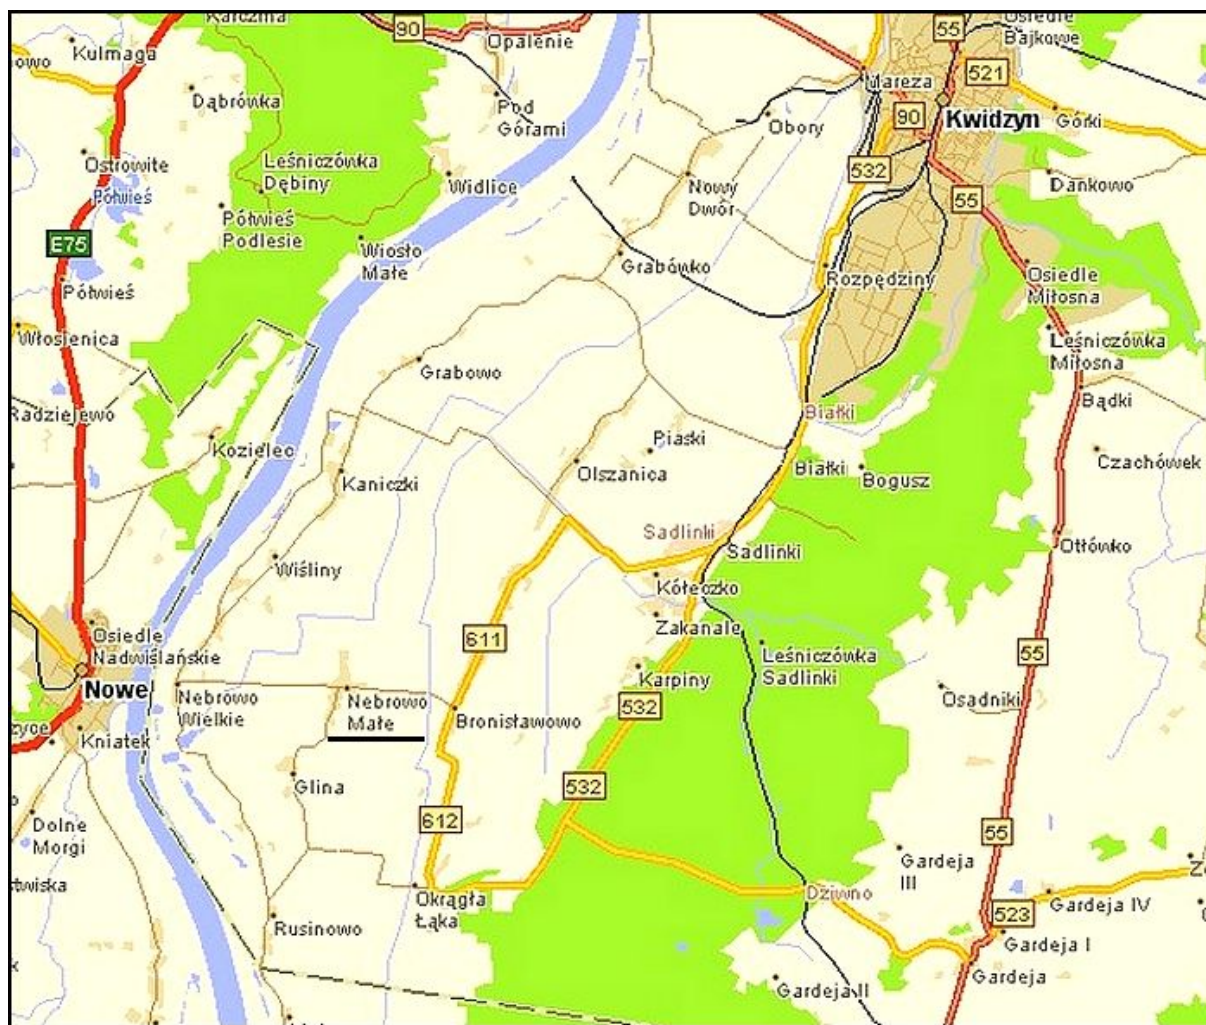 Karczma
90
Opalenie
55
Osiedle
Bajkowe
Kulmaga
owo
Dąbrówka
Pod
Górami
Mareza
521
Obory
90
Kwidzyn
Górki
Ostrowite
Półwieś
Leśniczówka
Dębiny
Widlice
Nowy
Dwór
532
55
Dankowo
Półwieś
Podlesie
E75
Wiosło
Małe
Grabówko
Rozpędziny
Osiedle
Miłosna
Półwieś
Włosienica
Grabowo
Leśniczówka
Miłosna
Radziejewo
Bądki
Białki
Kozielec
Piaski
Olszanica
Białki
Bogusz
Czachówek
Kaniczki
Sadlinki
Sadlinki
Otłówko
Wiśliny
Kółeczko
Zakanale
Osiedle
Nadwiślańskie
Nowe
611
55
Leśniczówka
Sadlinki
Karpiny
Nebrowo
Wielkie
Nebrowo
Małe
Bronisławowo
532
Osadniki
zyce
Kniatek
Glina
532
612
55
Dolne
Morgi
Gardeja
III
stwiska
Okrągła
Łąka
Dziwno
Gardeja IV
Rusinowo
523
Gardeja I
Gardeja
Gardeja II